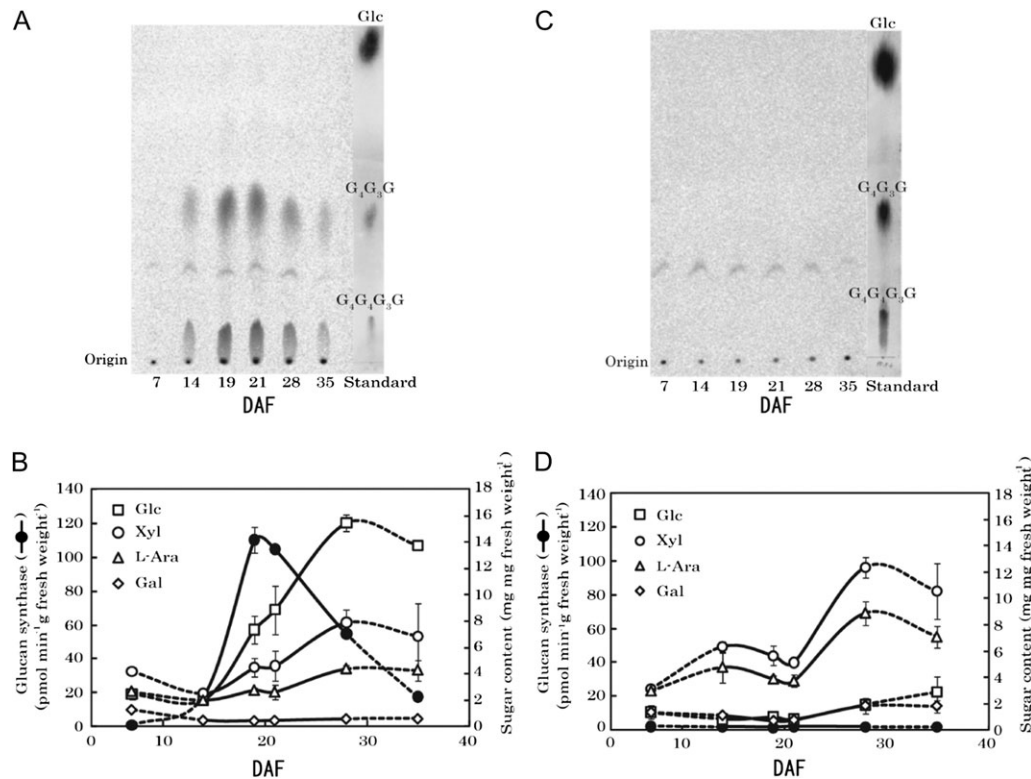 A
Glc
G₄G₃G
G₄G₄G₃G
Origin
7 14 19 21 28 35 Standard
DAF
C
Glc
G₄G₃G
G₄G₄G₃G
Origin
7 14 19 21 28 35 Standard
DAF
B
Glucan synthase ( )
(pmol min⁻¹g fresh weight⁻¹)
140
120
100
80
60
40
20
0
Glc
Xyl
L-Ara
Gal
18
16
14
12
10
8
6
4
2
0
Sugar content (mg mg fresh weight⁻¹)
0 10 20 30 40
DAF
D
Glucan synthase ( )
(pmol min⁻¹g fresh weight⁻¹)
140
120
100
80
60
40
20
0
Glc
Xyl
L-Ara
Gal
18
16
14
12
10
8
6
4
2
0
Sugar content (mg mg fresh weight⁻¹)
0 10 20 30 40
DAF